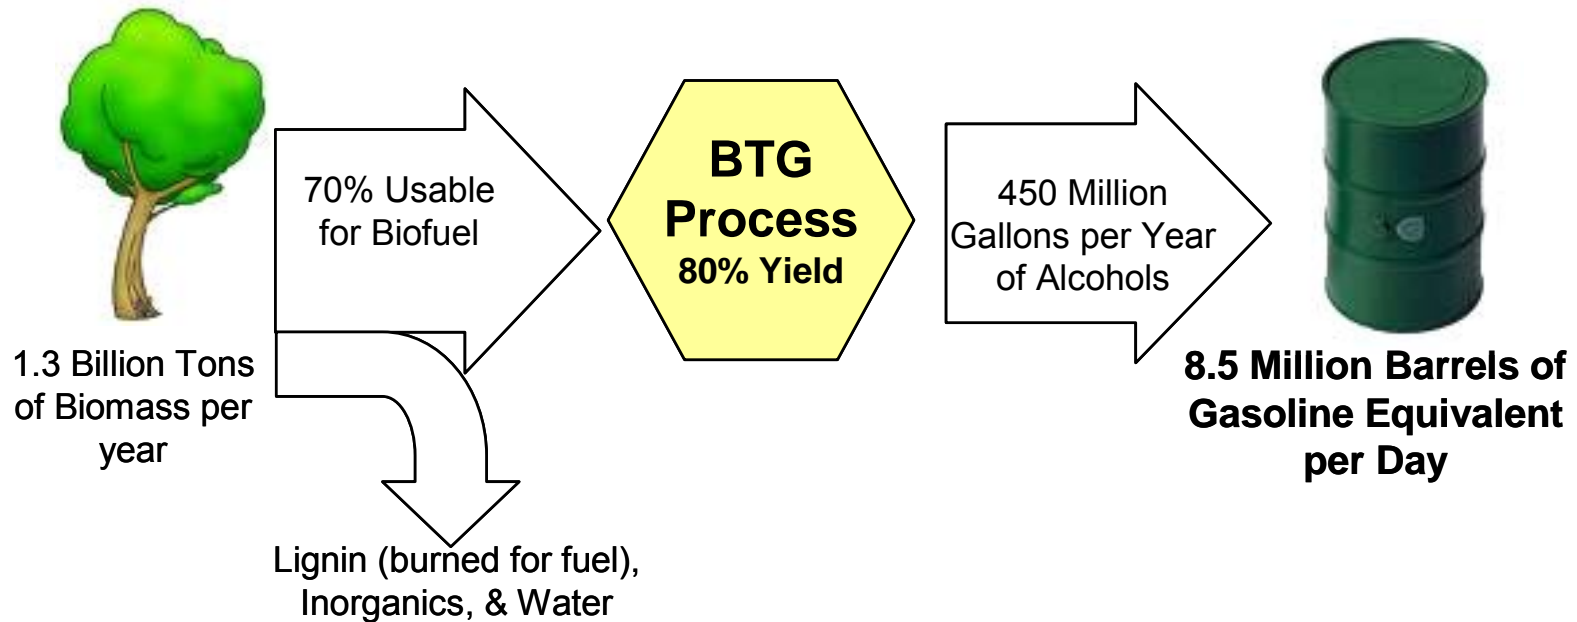 1.3 Billion Tons
of Biomass per
year
70% Usable
for Biofuel
Lignin (burned for fuel),
Inorganics, & Water
BTG
Process
80% Yield
450 Million
Gallons per Year
of Alcohols
8.5 Million Barrels of
Gasoline Equivalent
per Day